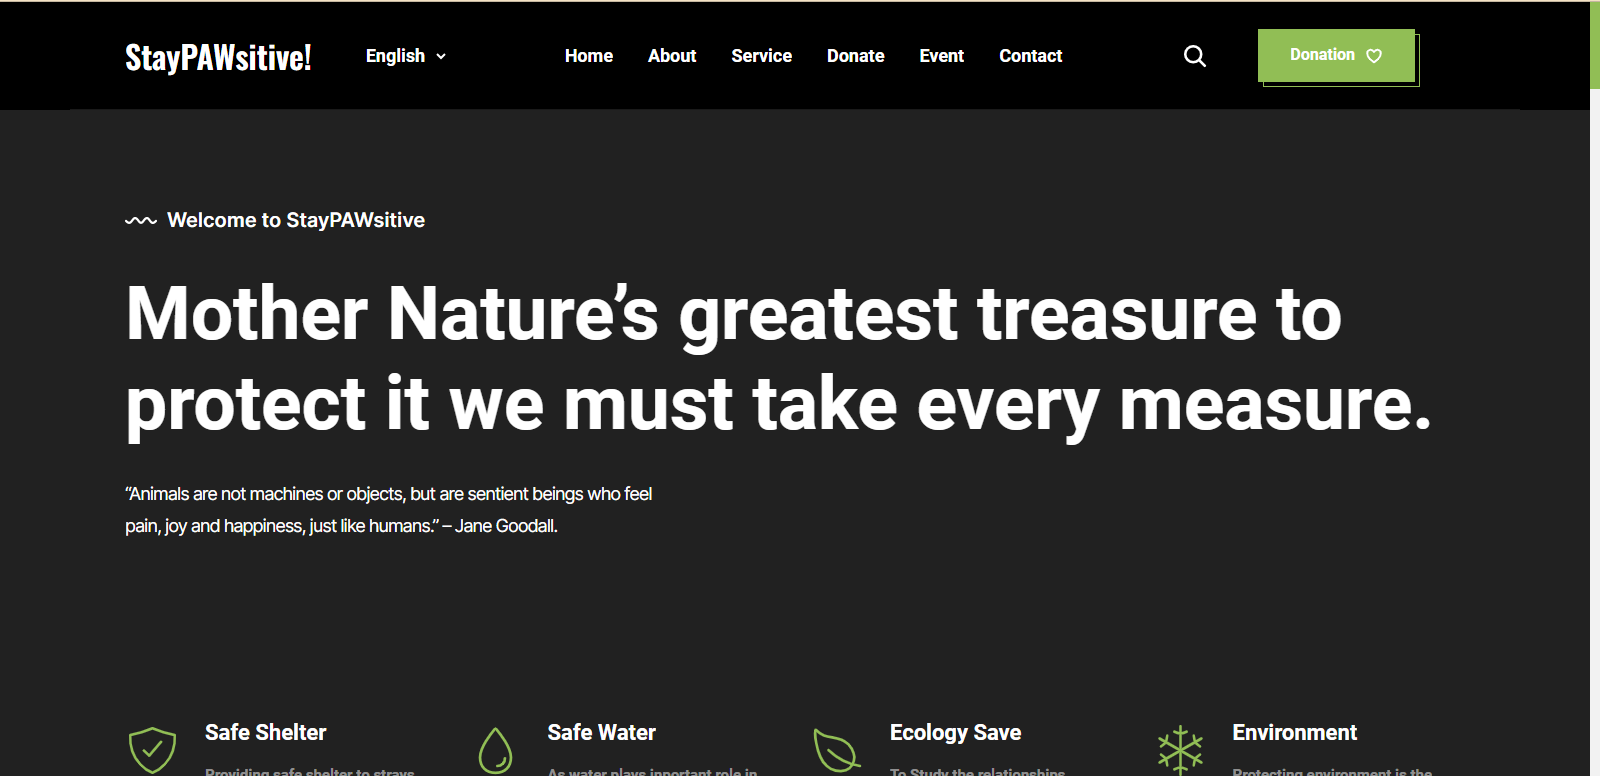 StayPAWsitive!
English
Home About Service Donate Event Contact
Donation
Welcome to StayPAWsitive
Mother Nature’s greatest treasure to
protect it we must take every measure.
“Animals are not machines or objects, but are sentient beings who feel
pain, joy and happiness, just like humans.” – Jane Goodall.
Safe Shelter
Safe Water
Ecology Save
Environment
Providing safe shelter to strays
As water plays inportant role in
To Study the relationships
Protecting environment is the